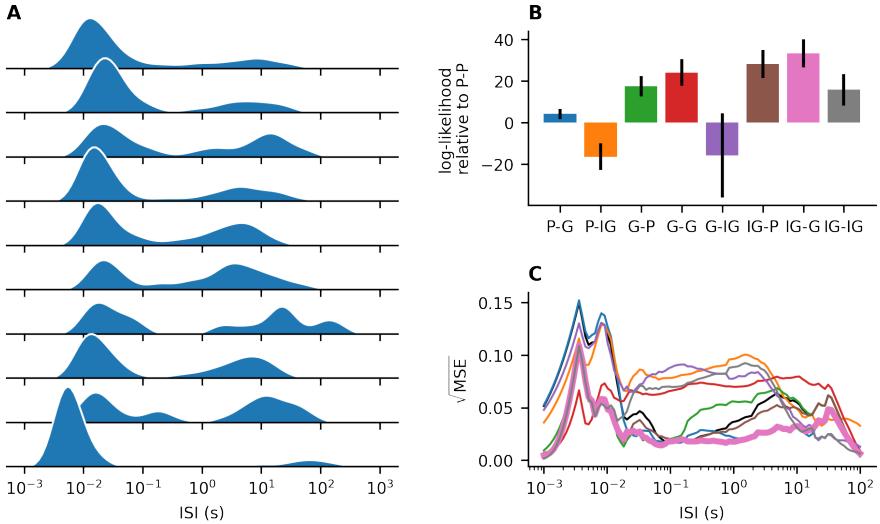 A
10⁻³ 10⁻² 10⁻¹ 10⁰ 10¹ 10² 10³
ISI (s)
B
log-likelihood
relative to P-P
40
20
0
−20
P-G P-IG G-P G-G G-IG IG-P IG-G IG-IG
C
√MSE
0.15
0.10
0.05
0.00
10⁻³ 10⁻² 10⁻¹ 10⁰ 10¹ 10²
ISI (s)